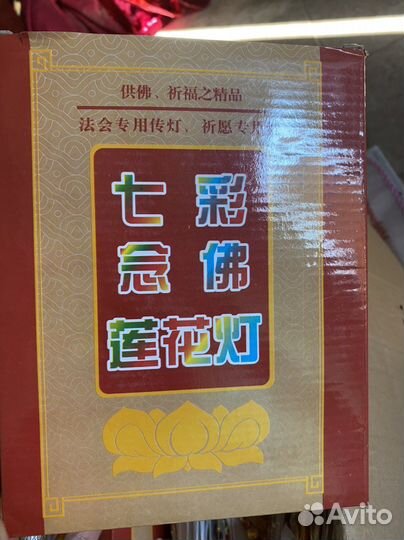 供佛、祈福之精品
法会专用传灯、祈愿专用
七彩
念佛
莲花灯
Avito